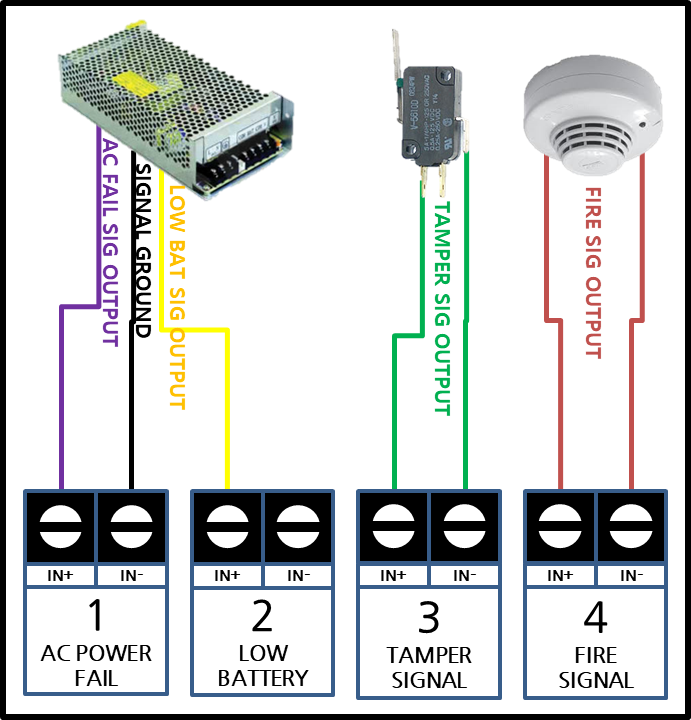 AC FAIL SIG OUTPUT
SIGNAL GROUND
LOW BAT SIG OUTPUT
TAMPER SIG OUTPUT
FIRE SIG OUTPUT
IN+ IN- IN+ IN- IN+ IN- IN+ IN-
1 2 3 4
AC POWER FAIL
LOW BATTERY
TAMPER SIGNAL
FIRE SIGNAL